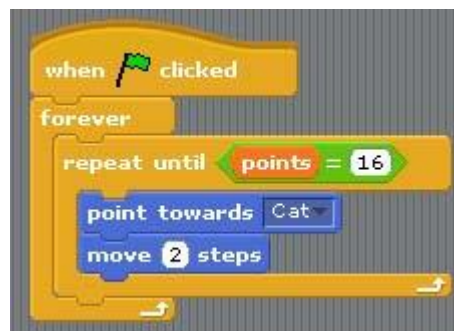 when clicked
forever
repeat until points = 16
point towards Cat
move 2 steps